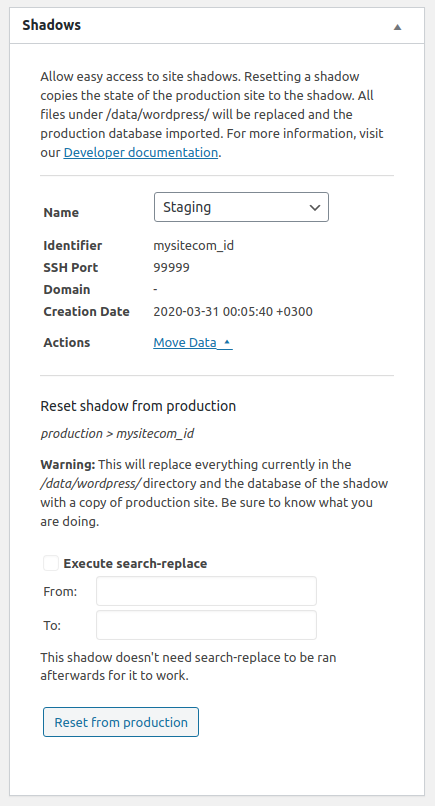 Shadows
Allow easy access to site shadows. Resetting a shadow
copies the state of the production site to the shadow. All
files under /data/wordpress/ will be replaced and the
production database imported. For more information, visit
our Developer documentation.
Name Staging
Identifier mysitecom_id
SSH Port 99999
Domain -
Creation Date 2020-03-31 00:05:40 +0300
Actions Move Data
Reset shadow from production
production > mysitecom_id
Warning: This will replace everything currently in the
/data/wordpress/ directory and the database of the shadow
with a copy of production site. Be sure to know what you
are doing.
Execute search-replace
From:
To:
This shadow doesn't need search-replace to be ran
afterwards for it to work.
Reset from production